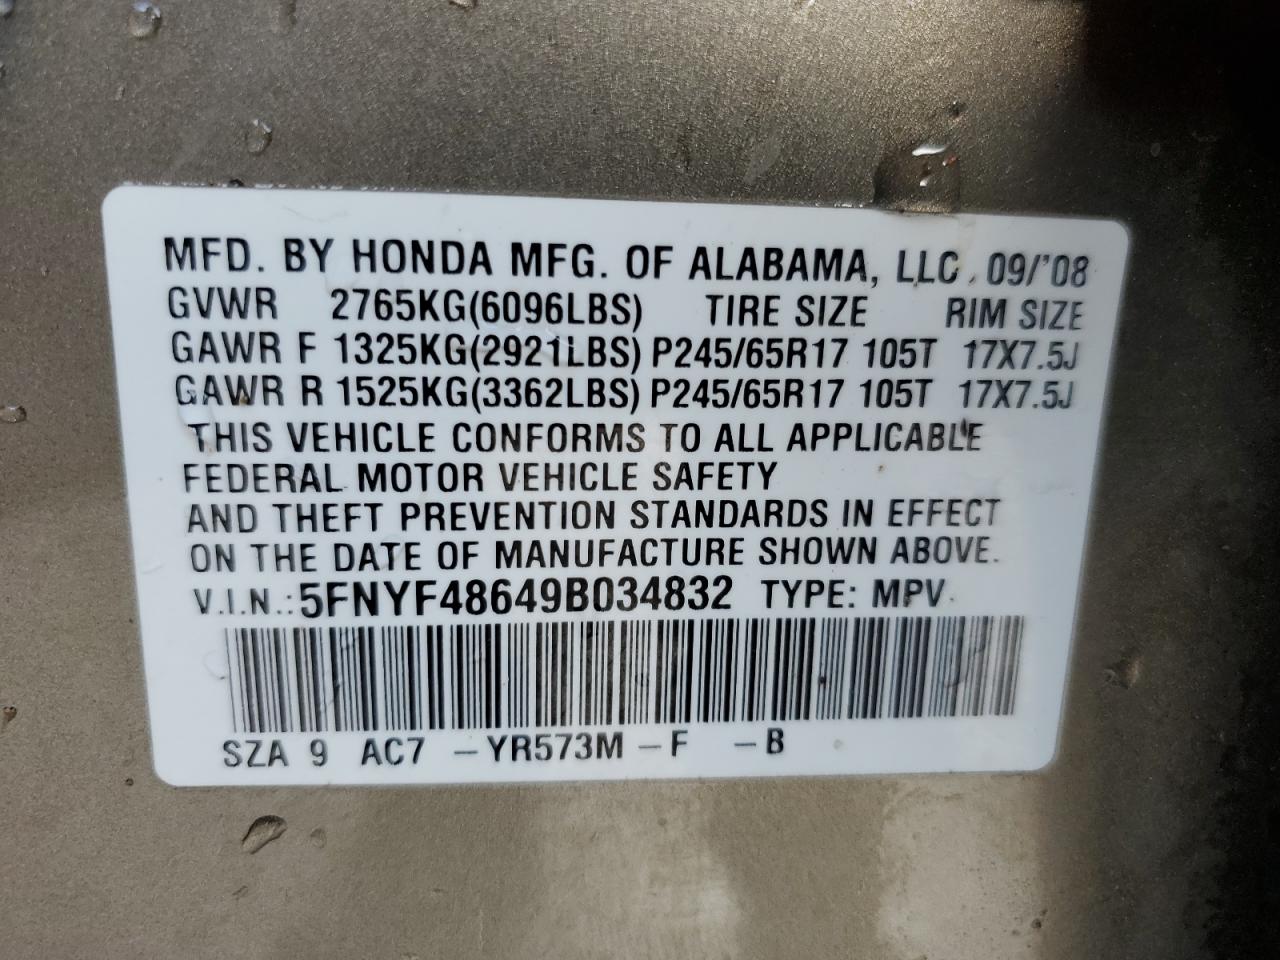 MFD. BY HONDA MFG. OF ALABAMA, LLC. 09/'08
GVWR 2765KG(6096LBS) TIRE SIZE RIM SIZE
GAWR F 1325KG(2921LBS) P245/65R17 105T 17X7.5J
GAWR R 1525KG(3362LBS) P245/65R17 105T 17X7.5J
THIS VEHICLE CONFORMS TO ALL APPLICABLE
FEDERAL MOTOR VEHICLE SAFETY
AND THEFT PREVENTION STANDARDS IN EFFECT
ON THE DATE OF MANUFACTURE SHOWN ABOVE.
V.I.N.: 5FNYF48649B034832 TYPE: MPV
SZA 9 AC7 –YR573M –F –B